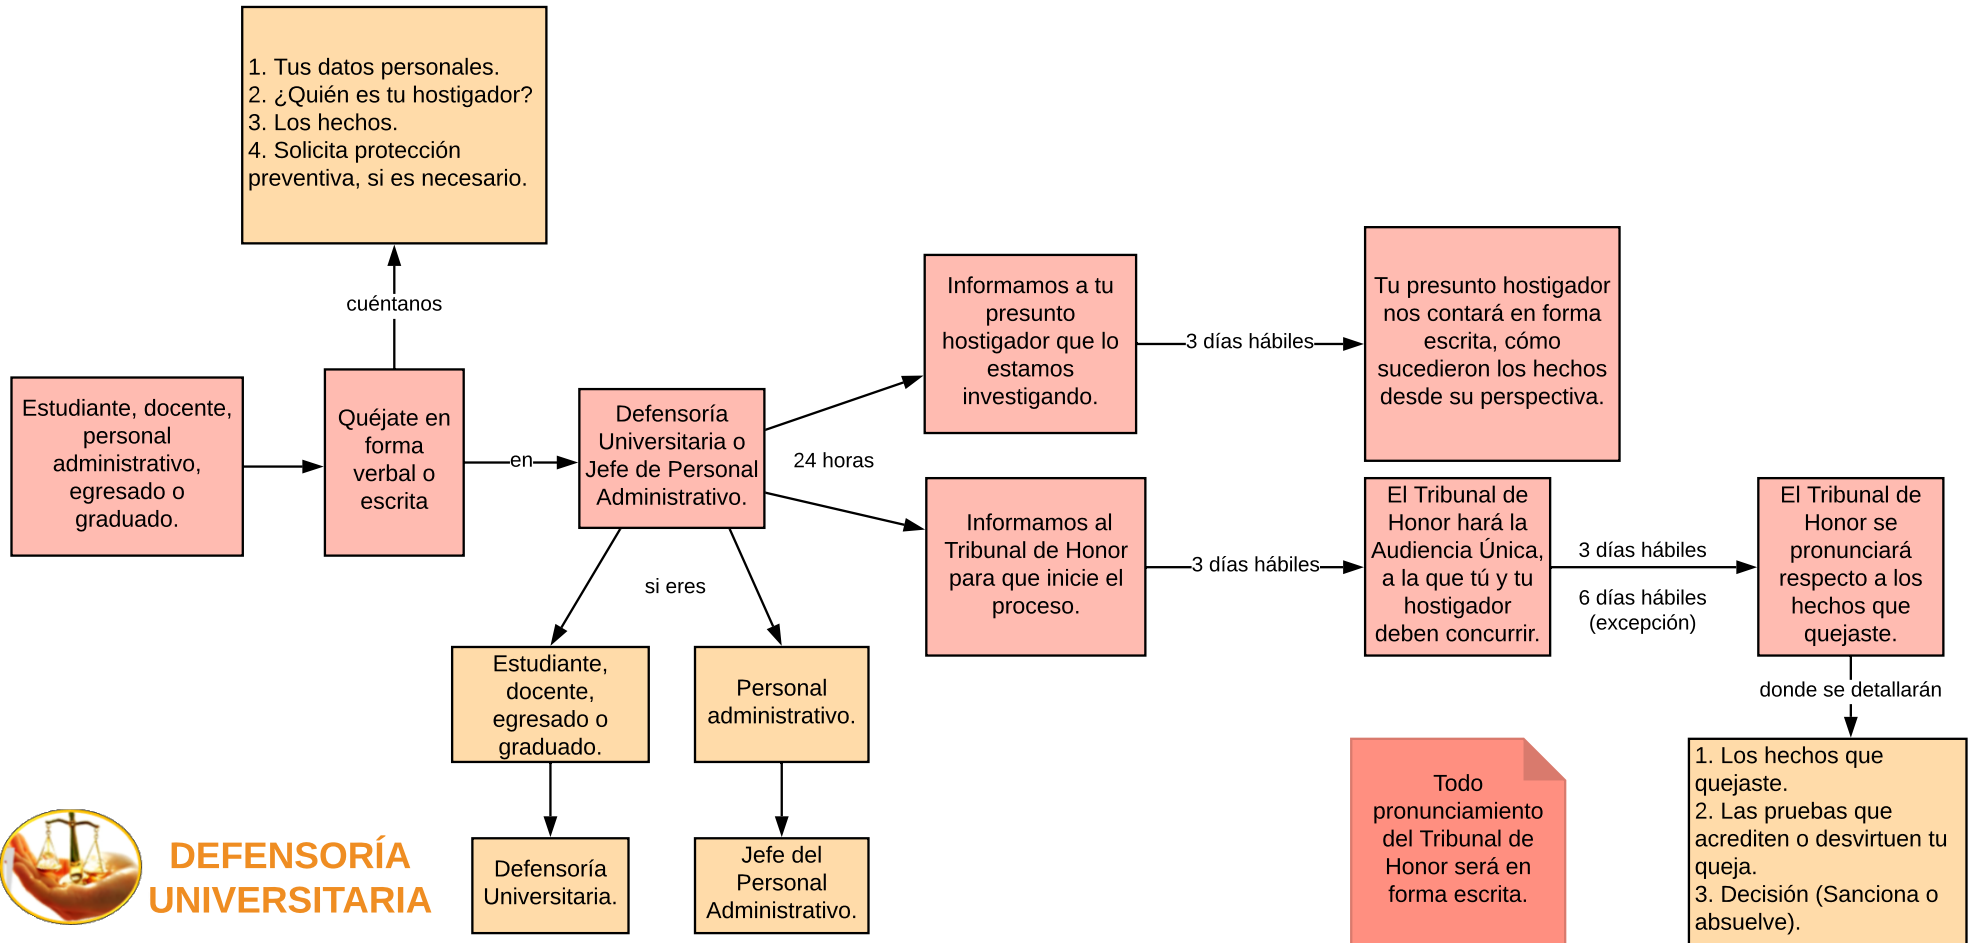 1. Tus datos personales.
2. ¿Quién es tu hostigador?
3. Los hechos.
4. Solicita protección
preventiva, si es necesario.
cuéntanos
Estudiante, docente,
personal
administrativo,
egresado o
graduado.
Quéjate en
forma
verbal o
escrita
en
Defensoría
Universitaria o
Jefe de Personal
Administrativo.
24 horas
Informamos a tu
presunto
hostigador que lo
estamos
investigando.
3 días hábiles
Tu presunto hostigador
nos contará en forma
escrita, cómo
sucedieron los hechos
desde su perspectiva.
Informamos al
Tribunal de Honor
para que inicie el
proceso.
3 días hábiles
El Tribunal de
Honor hará la
Audiencia Única,
a la que tú y tu
hostigador
deben concurrir.
3 días hábiles
6 días hábiles
(excepción)
El Tribunal de
Honor se
pronunciará
respecto a los
hechos que
quejaste.
donde se detallarán
1. Los hechos que
quejaste.
2. Las pruebas que
acrediten o desvirtuen tu
queja.
3. Decisión (Sanciona o
absuelve).
si eres
Estudiante,
docente,
egresado o
graduado.
Personal
administrativo.
Defensoría
Universitaria.
Jefe del
Personal
Administrativo.
Todo
pronunciamiento
del Tribunal de
Honor será en
forma escrita.
DEFENSORÍA
UNIVERSITARIA